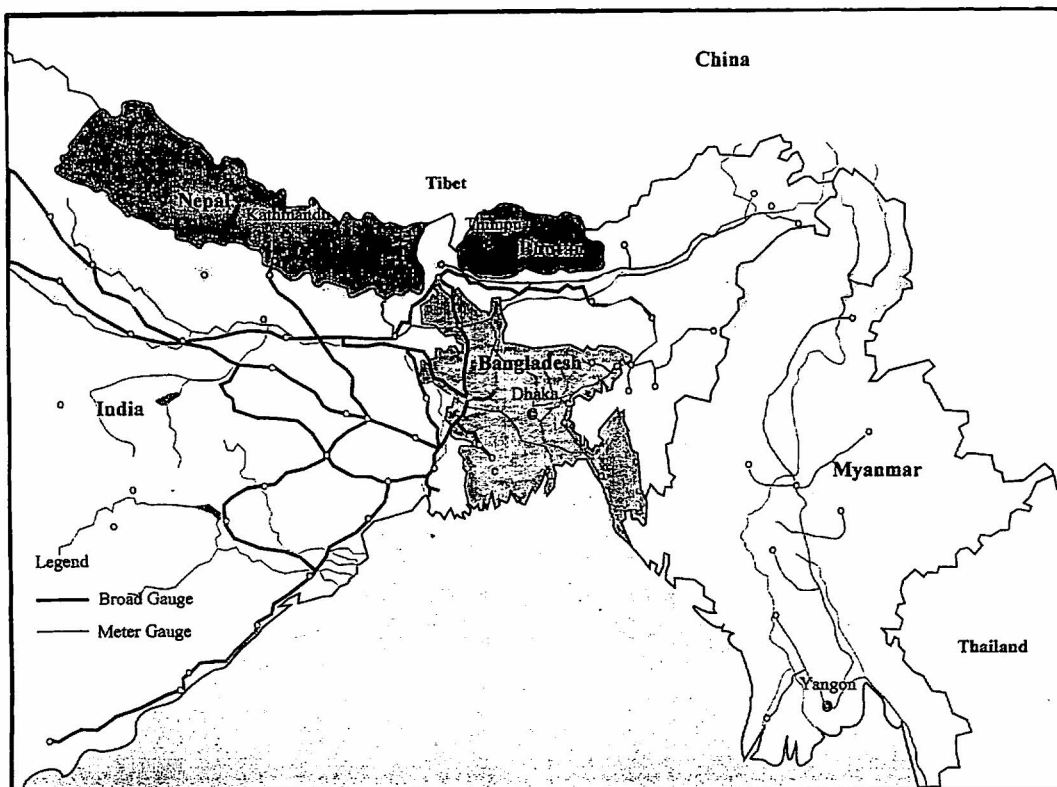 China
Tibet
Nepal
Kathmandu
Thimpu
Bhutan
Bangladesh
Dhaka
India
Myanmar
Legend
Broad Gauge
Meter Gauge
Thailand
Yangon